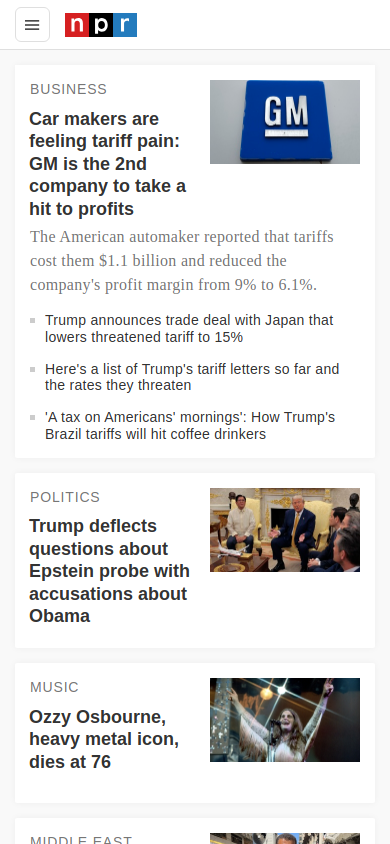 npr
BUSINESS
Car makers are
feeling tariff pain:
GM is the 2nd
company to take a
hit to profits
GM
The American automaker reported that tariffs
cost them $1.1 billion and reduced the
company's profit margin from 9% to 6.1%.
Trump announces trade deal with Japan that
lowers threatened tariff to 15%
Here's a list of Trump's tariff letters so far and
the rates they threaten
'A tax on Americans' mornings': How Trump's
Brazil tariffs will hit coffee drinkers
POLITICS
Trump deflects
questions about
Epstein probe with
accusations about
Obama
MUSIC
Ozzy Osbourne,
heavy metal icon,
dies at 76
MIDDLE EAST